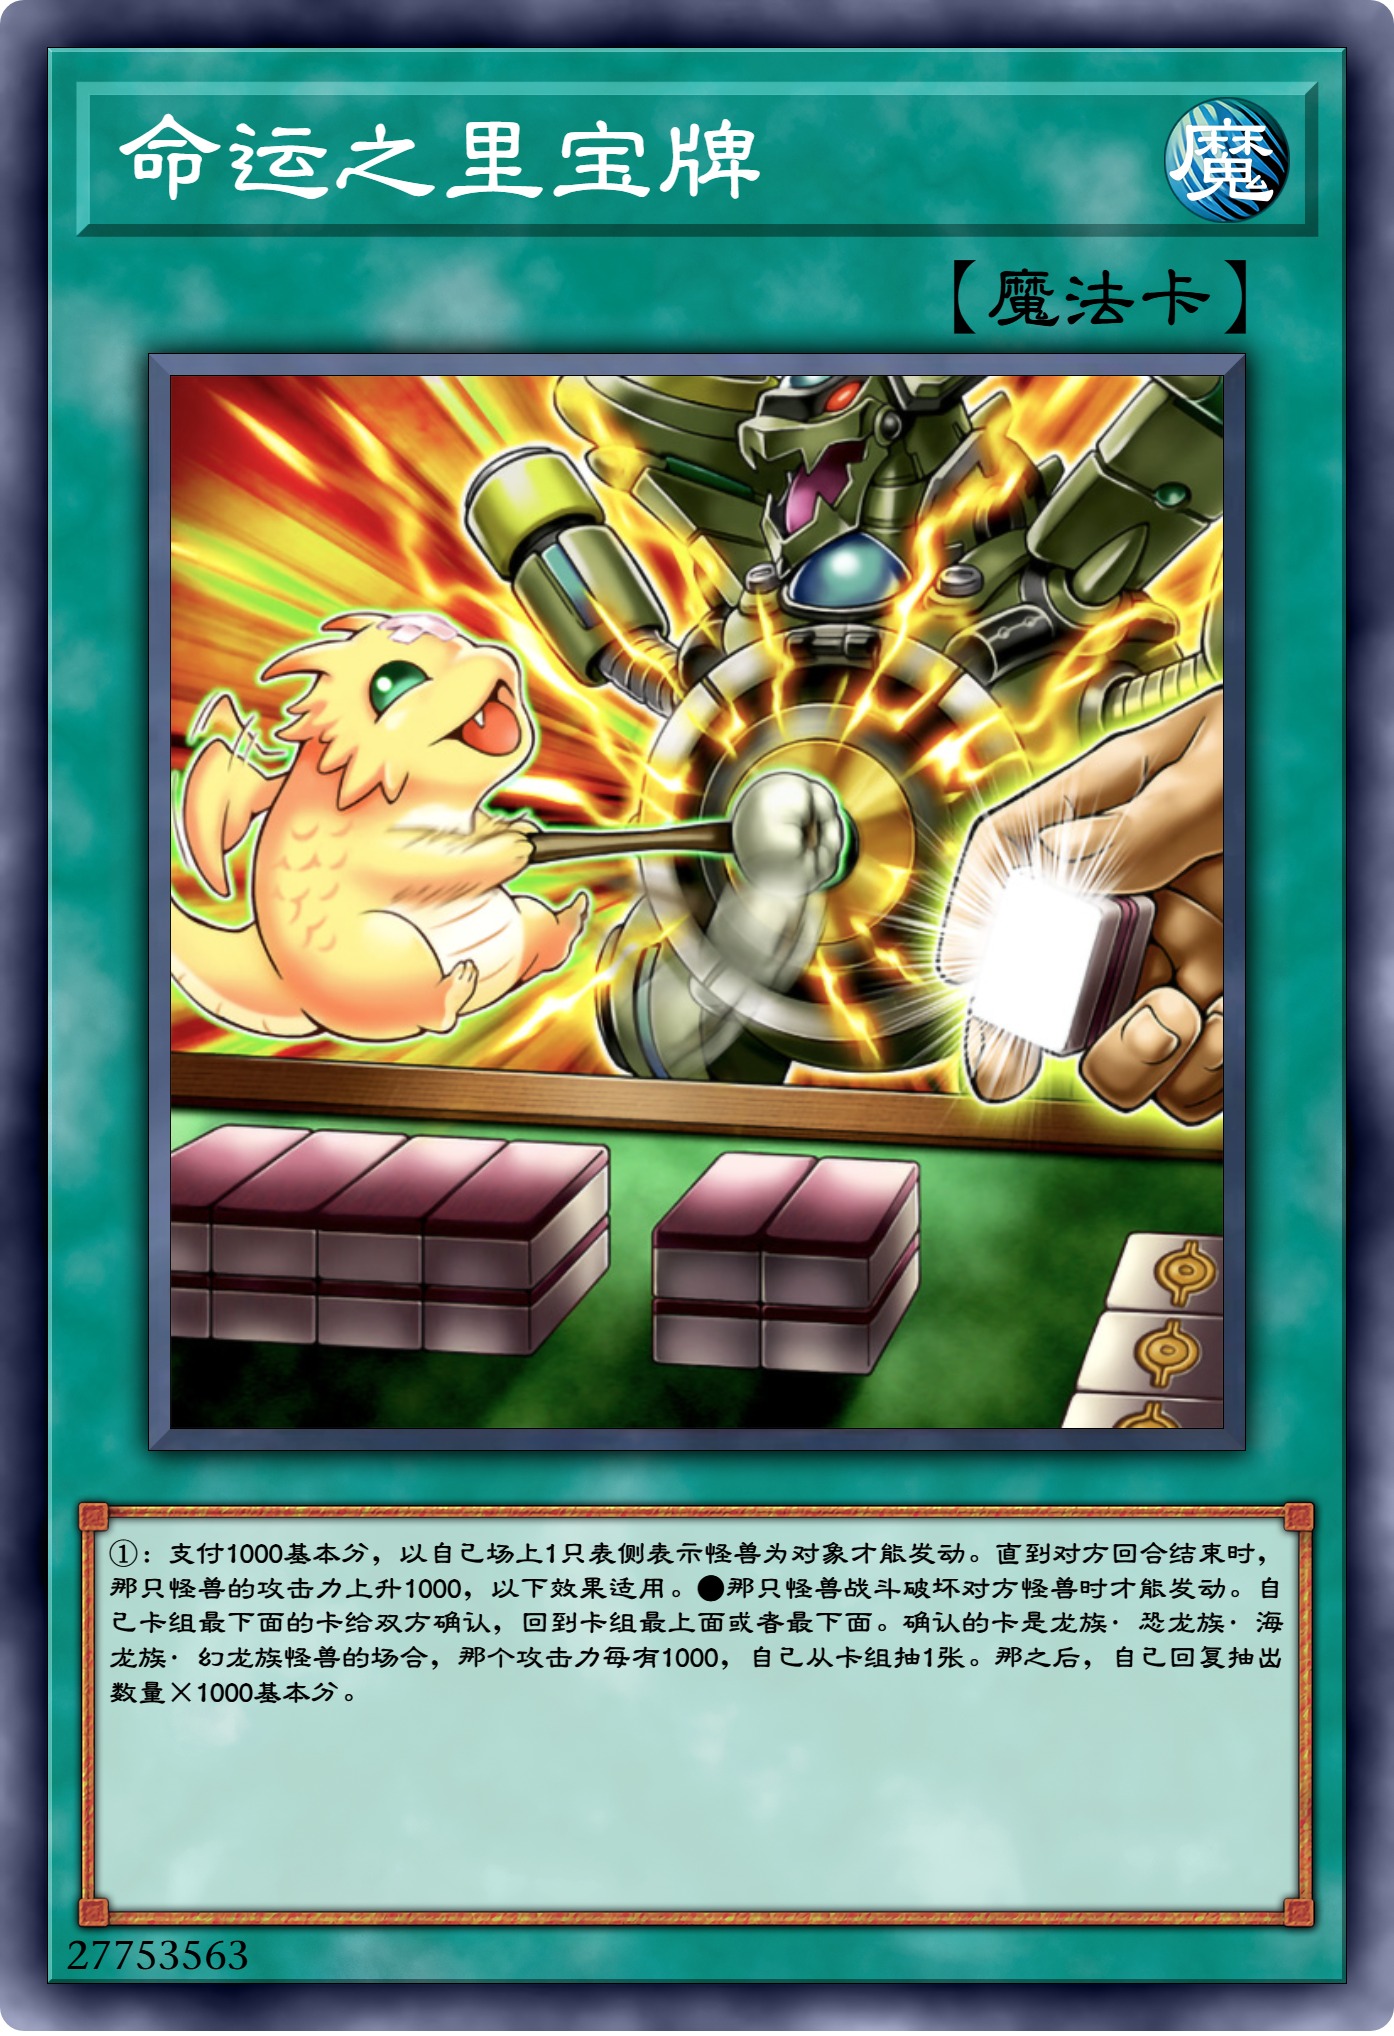 命运之里宝牌
魔
【魔法卡】
①：支付1000基本分，以自己场上1只表侧表示怪兽为对象才能发动。直到对方回合结束时，
那只怪兽的攻击力上升1000，以下效果适用。●那只怪兽战斗破坏对方怪兽时才能发动。自
己卡组最下面的卡给双方确认，回到卡组最上面或者最下面。确认的卡是龙族·恐龙族·海
龙族·幻龙族怪兽的场合，那个攻击力每有1000，自己从卡组抽1张。那之后，自己回复抽出
数量×1000基本分。
27753563